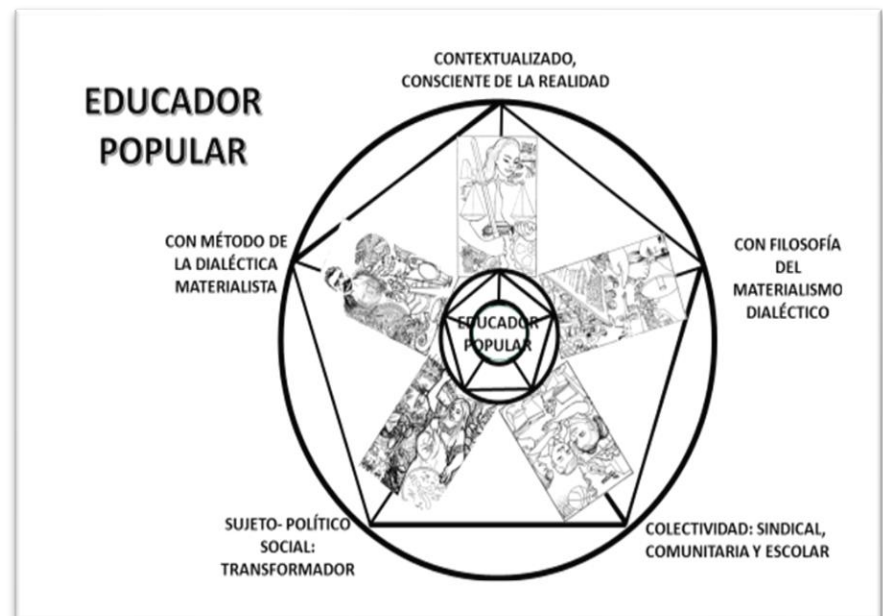 EDUCADOR
POPULAR
CONTEXTUALIZADO,
CONSCIENTE DE LA REALIDAD
CON MÉTODO DE
LA DIALÉCTICA
MATERIALISTA
CON FILOSOFÍA
DEL
MATERIALISMO
DIALÉCTICO
EDUCADOR
POPULAR
SUJETO- POLÍTICO
SOCIAL:
TRANSFORMADOR
COLECTIVIDAD: SINDICAL,
COMUNITARIA Y ESCOLAR